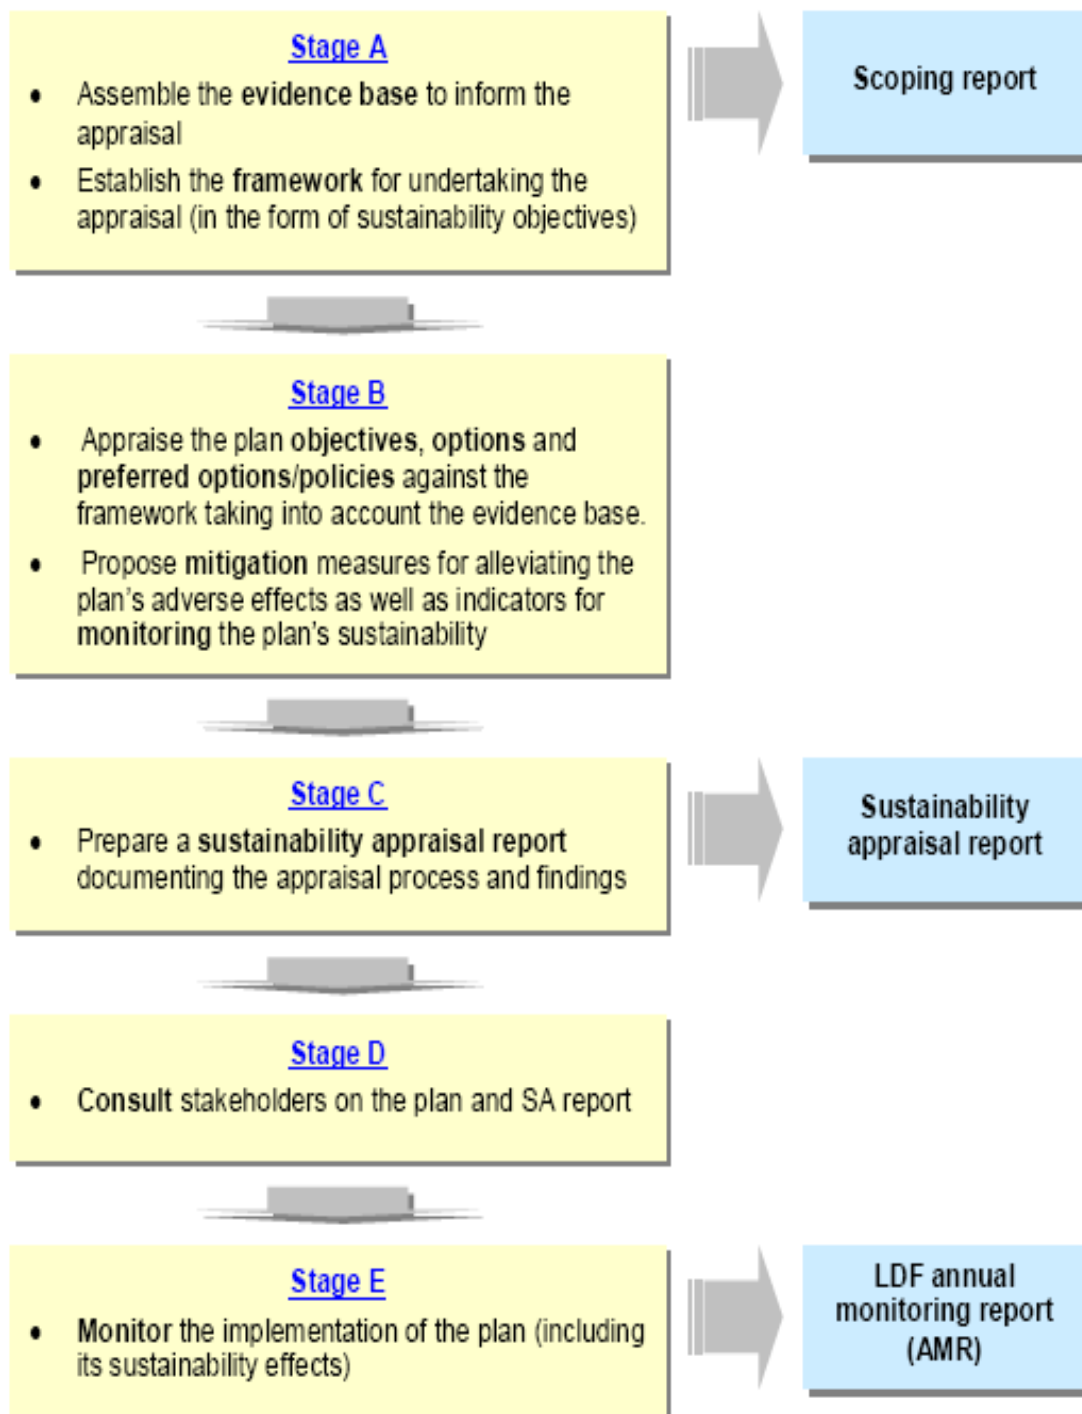 Stage A
• Assemble the evidence base to inform the
appraisal
• Establish the framework for undertaking the
appraisal (in the form of sustainability objectives)
Scoping report
Stage B
• Appraise the plan objectives, options and
preferred options/policies against the
framework taking into account the evidence base.
• Propose mitigation measures for alleviating the
plan's adverse effects as well as indicators for
monitoring the plan's sustainability
Stage C
• Prepare a sustainability appraisal report
documenting the appraisal process and findings
Sustainability
appraisal report
Stage D
• Consult stakeholders on the plan and SA report
Stage E
• Monitor the implementation of the plan (including
its sustainability effects)
LDF annual
monitoring report
(AMR)